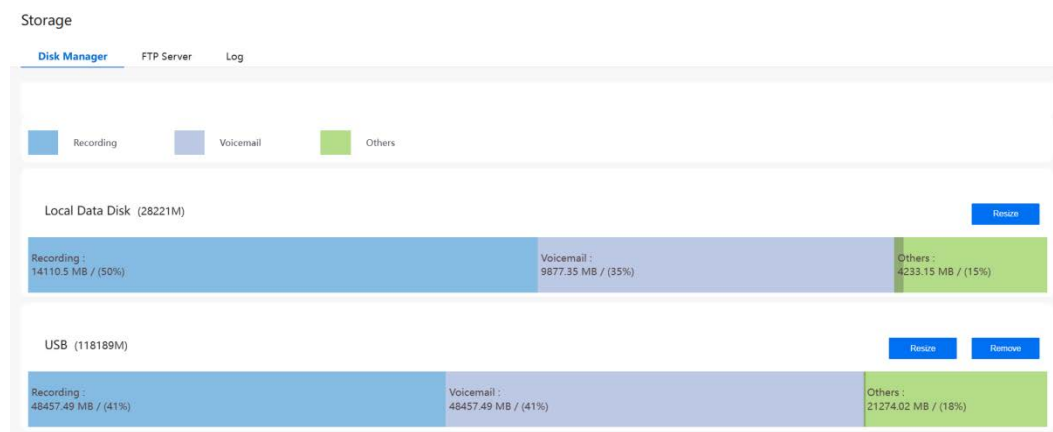 Storage
Disk Manager FTP Server Log
Recording Voicemail Others
Local Data Disk (28221M) Resize
Recording : Voicemail : Others :
14110.5 MB / (50%) 9877.35 MB / (35%) 4233.15 MB / (15%)
USB (118189M) Resize Remove
Recording : Voicemail : Others :
48457.49 MB / (41%) 48457.49 MB / (41%) 21274.02 MB / (18%)